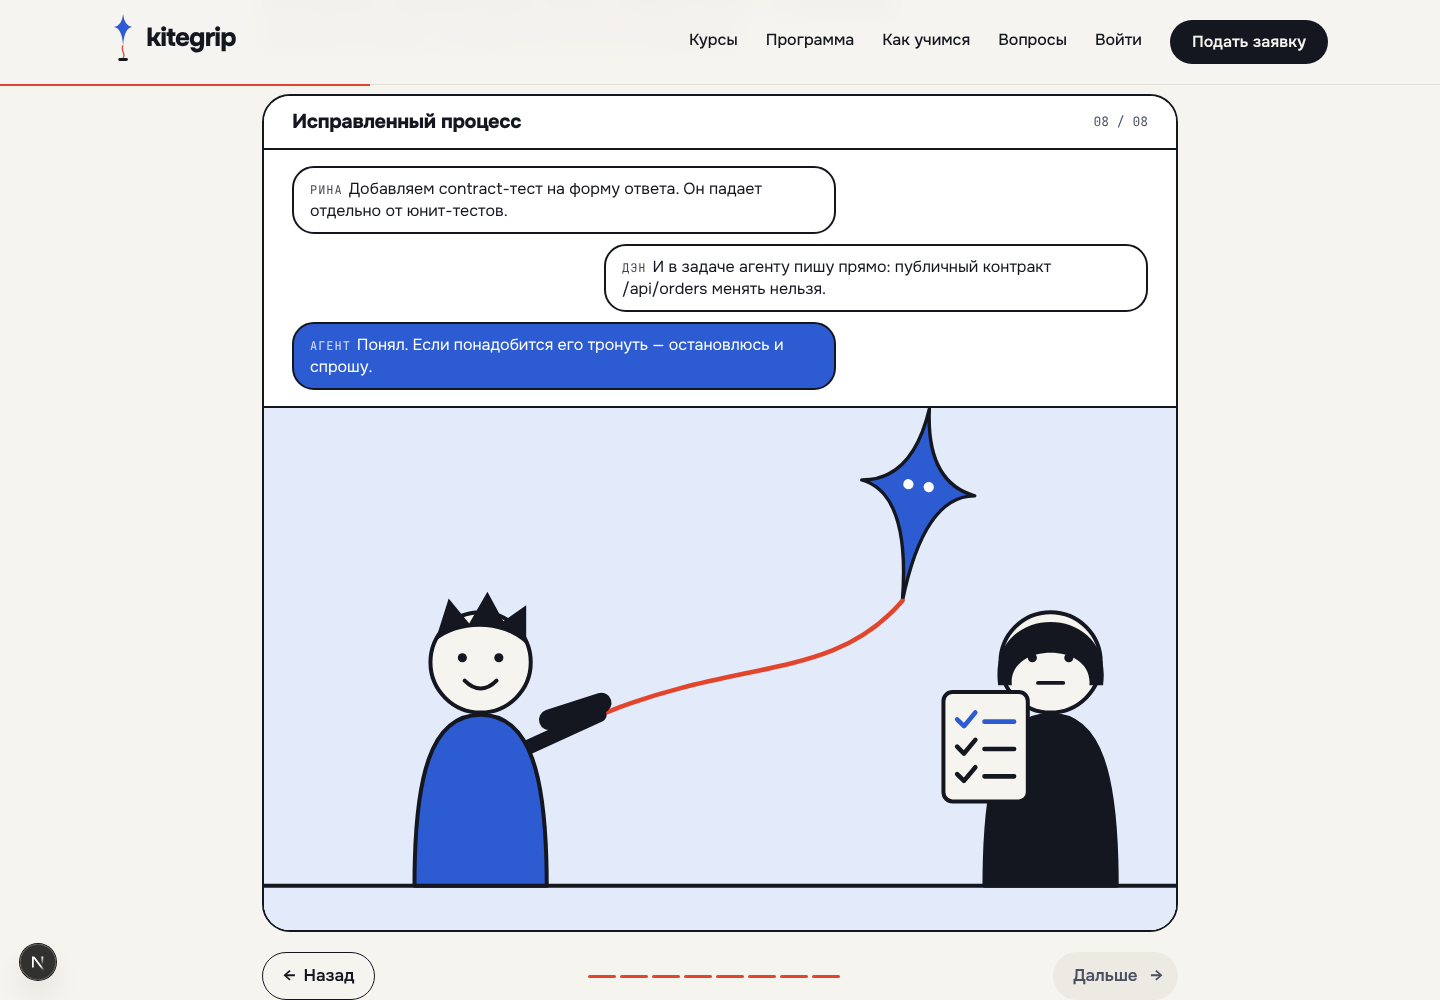 kitegrip
Курсы
Программа
Как учимся
Вопросы
Войти
Подать заявку
Исправленный процесс
08 / 08
РИНА Добавляем contract-тест на форму ответа. Он падает
отдельно от юнит-тестов.
ДЭН И в задаче агенту пишу прямо: публичный контракт
/api/orders менять нельзя.
АГЕНТ Понял. Если понадобится его тронуть — остановлюсь и
спрошу.
← Назад
Дальше →
N